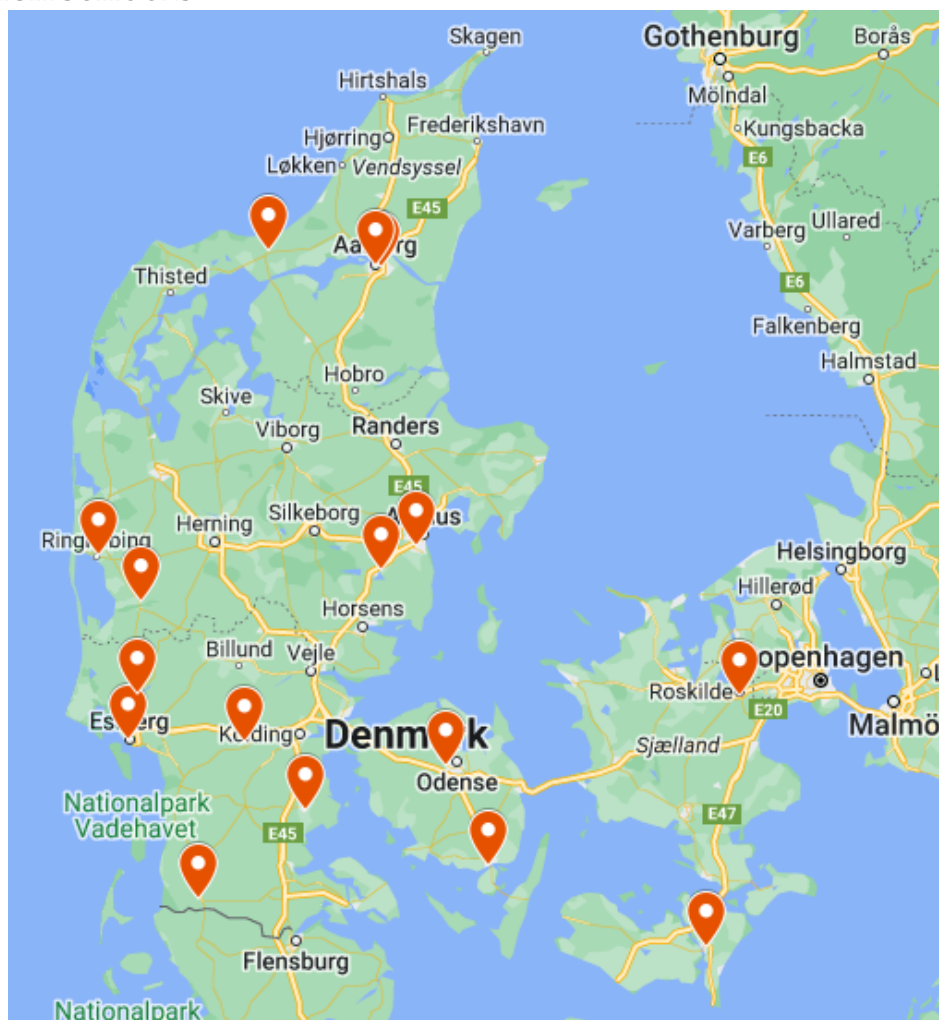 Skagen
Gothenburg
Borås
Hirtshals
Mölndal
Frederikshavn
Hjørring
Kungsbacka
Løkken
Vendsyssel
E6
E45
Ullared
Varberg
Thisted
E6
Falkenberg
Halmstad
Hobro
Skive
Randers
Viborg
E45
Silkeborg
Herning
Helsingborg
Hillerød
Horsens
Billund
Vejle
openhagen
Roskilde
E20
Malmö
Denm
k
Sjælland
Odense
Nationalpark
Vadehavet
E47
E45
Flensburg
Nationalpark